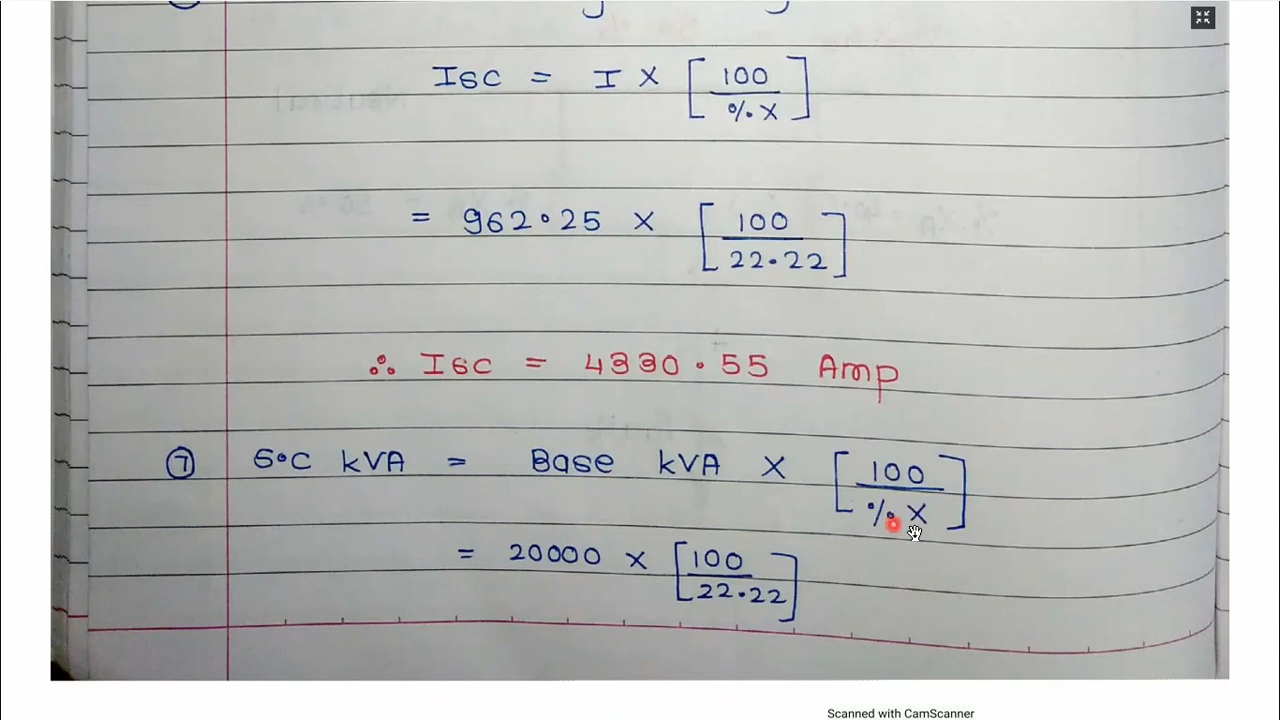 Isc = I × [100 / %X]
= 962.25 × [100 / 22.22]
∴ Isc = 4330.55 Amp
⑦ S.C kVA = Base kVA × [100 / %X]
= 20000 × [100 / 22.22]
Scanned with CamScanner